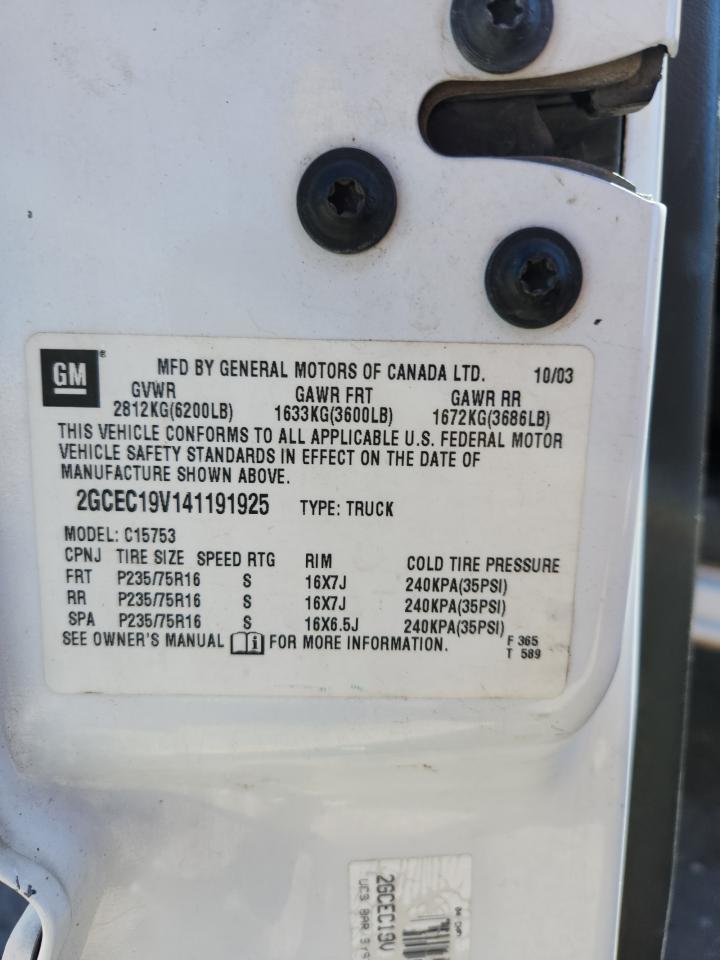 GM ® MFD BY GENERAL MOTORS OF CANADA LTD. 10/03
GVWR GAWR FRT GAWR RR
2812KG(6200LB) 1633KG(3600LB) 1672KG(3686LB)
THIS VEHICLE CONFORMS TO ALL APPLICABLE U.S. FEDERAL MOTOR
VEHICLE SAFETY STANDARDS IN EFFECT ON THE DATE OF
MANUFACTURE SHOWN ABOVE.
2GCEC19V141191925 TYPE: TRUCK
MODEL: C15753
CPNJ TIRE SIZE SPEED RTG RIM COLD TIRE PRESSURE
FRT P235/75R16 S 16X7J 240KPA(35PSI)
RR P235/75R16 S 16X7J 240KPA(35PSI)
SPA P235/75R16 S 16X6.5J 240KPA(35PSI)
SEE OWNER'S MANUAL i FOR MORE INFORMATION. F 365
T 589
2GCEC19V